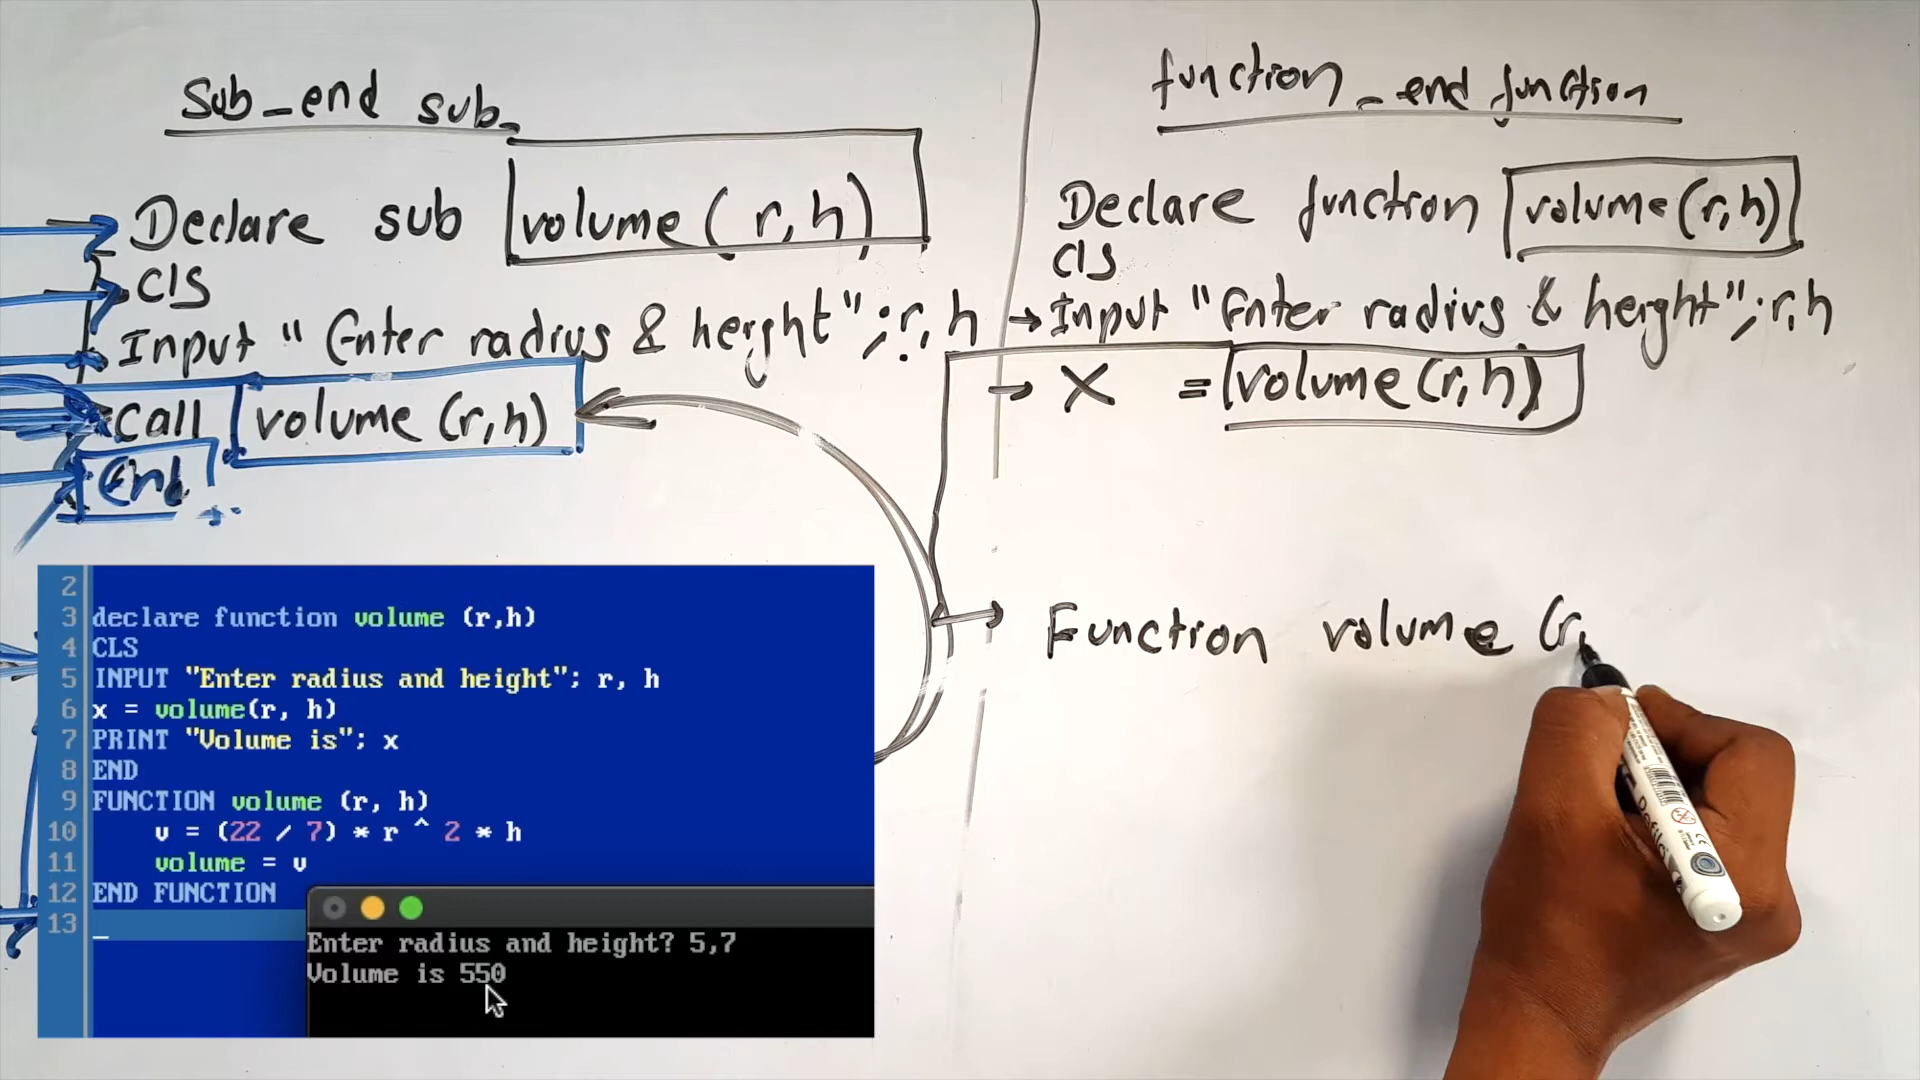 Sub_end sub_
Declare sub volume ( r,h)
Cls
Input " Enter radius & height" ; r, h
call volume (r,h)
End
function _ end function
Declare function volume (r,h)
Cls
Input "Enter radius & height"; r,h
X = volume (r,h)
Function volume (r,
2
3 declare function volume (r,h)
4 CLS
5 INPUT "Enter radius and height"; r, h
6 x = volume(r, h)
7 PRINT "Volume is"; x
8 END
9 FUNCTION volume (r, h)
10 v = (22 / 7) * r ^ 2 * h
11 volume = v
12 END FUNCTION
13
Enter radius and height? 5,7
Volume is 550